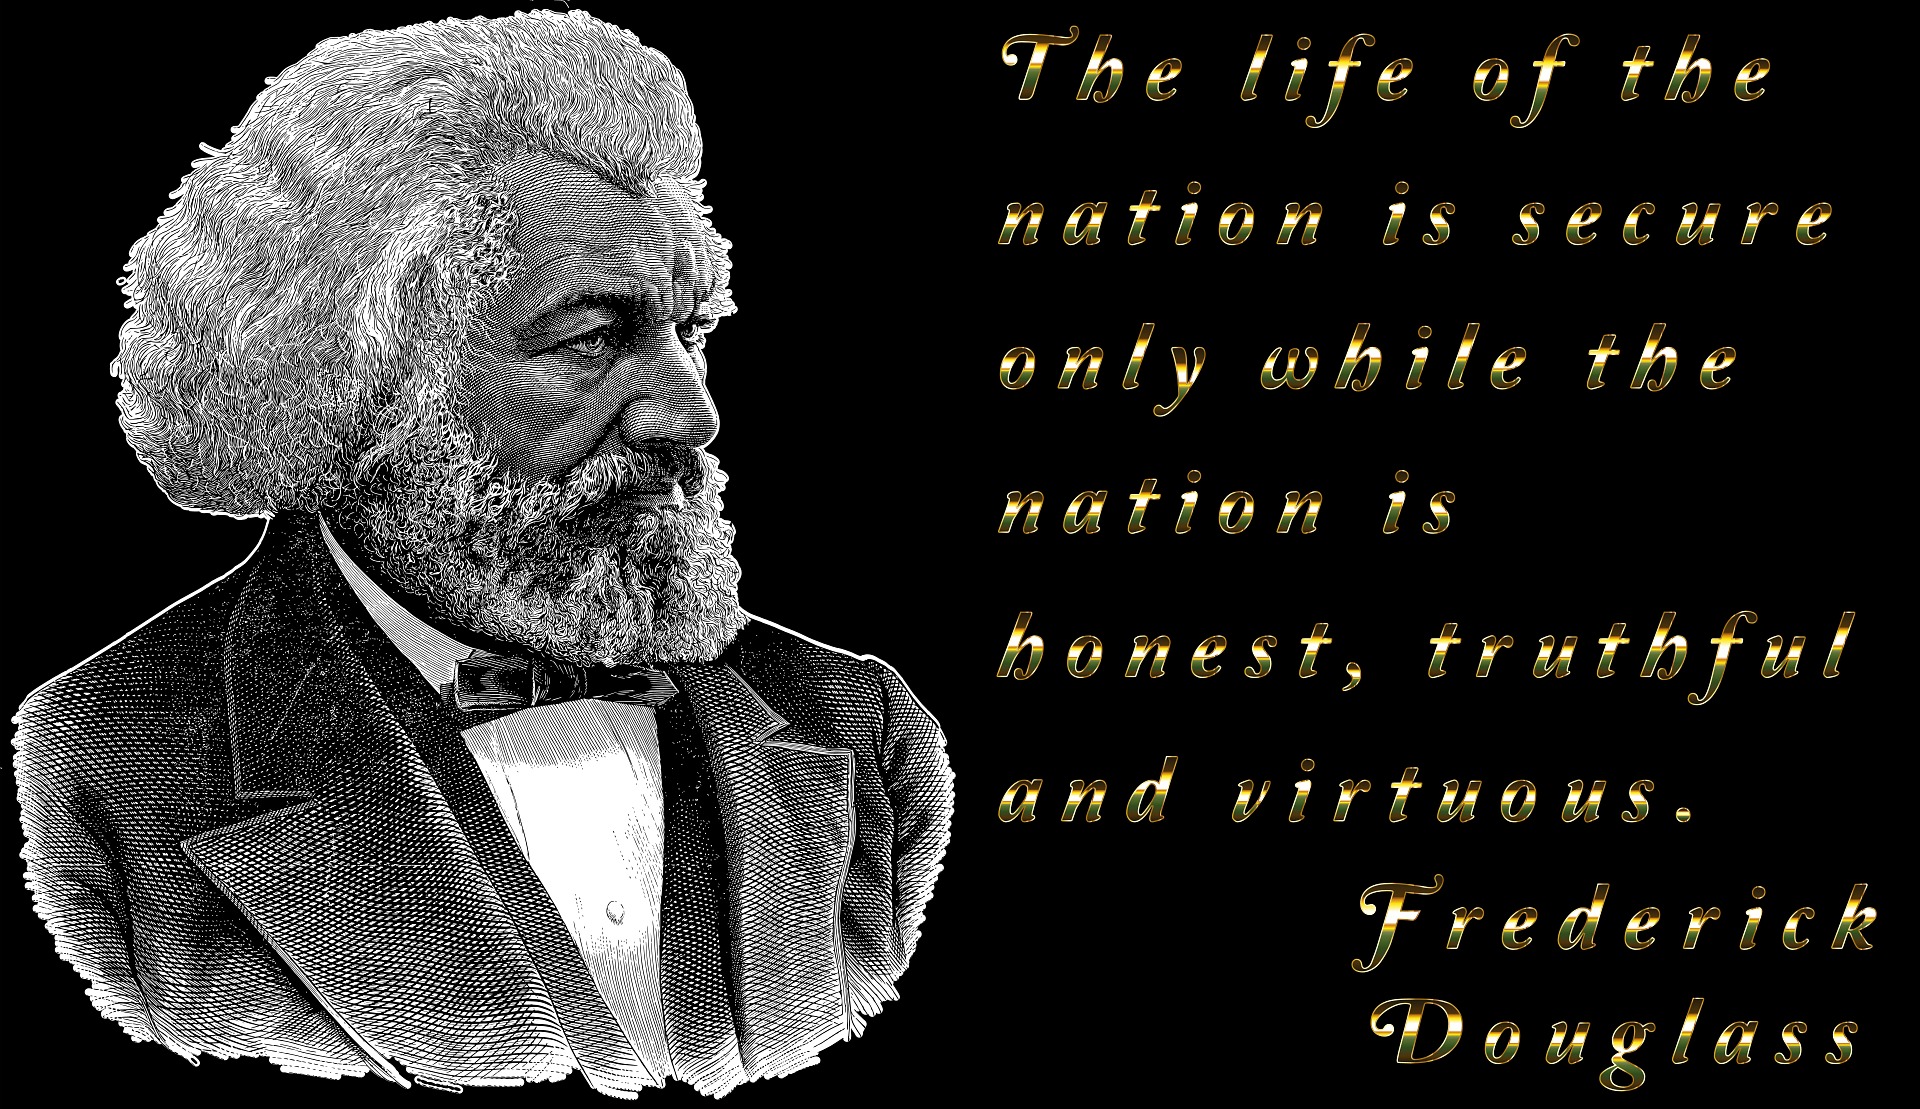 The life of the
nation is secure
only while the
nation is
honest, truthful
and virtuous.
Frederick
Douglass